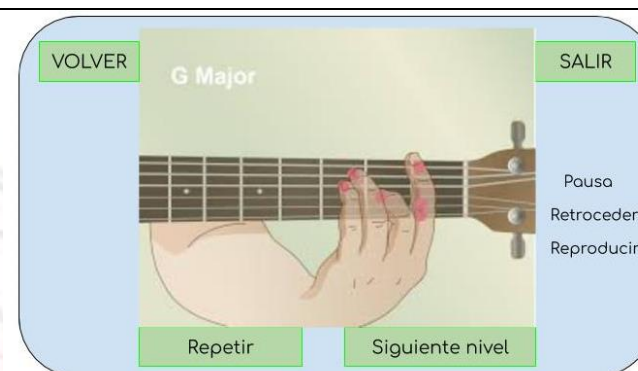 VOLVER
G Major
SALIR
Pausa
Retroceder
Reproducir
Repetir
Siguiente nivel